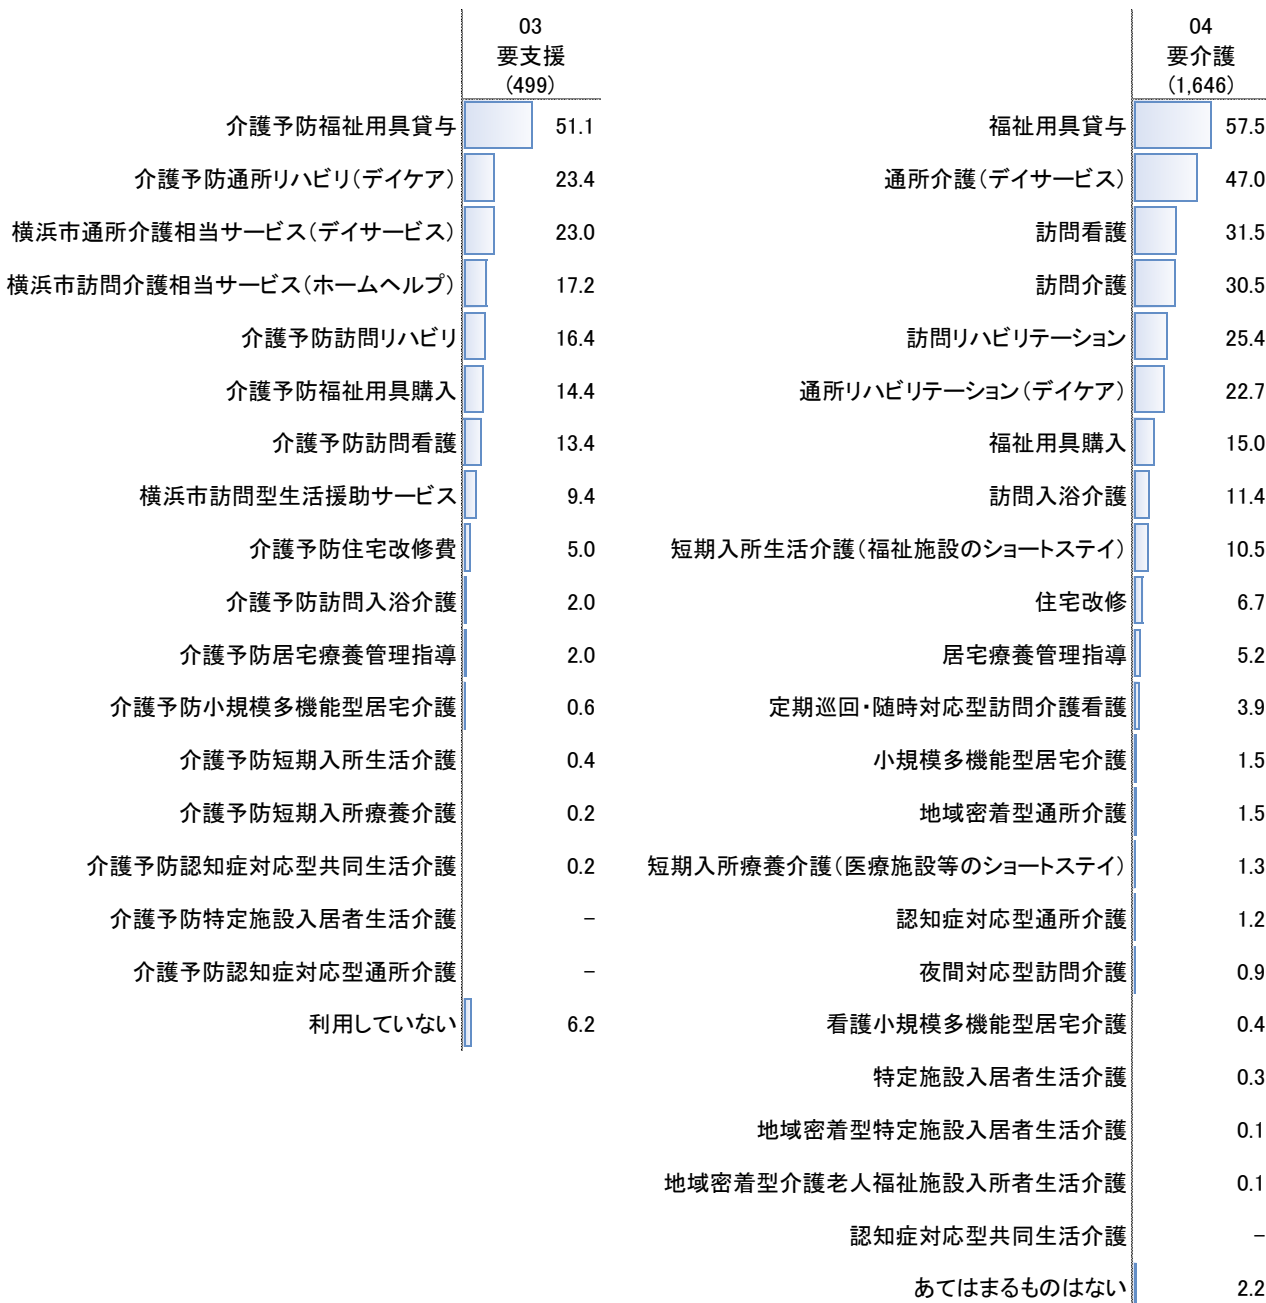 03
要支援
(499)
介護予防福祉用具貸与 51.1
介護予防通所リハビリ(デイケア) 23.4
横浜市通所介護相当サービス(デイサービス) 23.0
横浜市訪問介護相当サービス(ホームヘルプ) 17.2
介護予防訪問リハビリ 16.4
介護予防福祉用具購入 14.4
介護予防訪問看護 13.4
横浜市訪問型生活援助サービス 9.4
介護予防住宅改修費 5.0
介護予防訪問入浴介護 2.0
介護予防居宅療養管理指導 2.0
介護予防小規模多機能型居宅介護 0.6
介護予防短期入所生活介護 0.4
介護予防短期入所療養介護 0.2
介護予防認知症対応型共同生活介護 0.2
介護予防特定施設入居者生活介護 -
介護予防認知症対応型通所介護 -
利用していない 6.2
04
要介護
(1,646)
福祉用具貸与 57.5
通所介護(デイサービス) 47.0
訪問看護 31.5
訪問介護 30.5
訪問リハビリテーション 25.4
通所リハビリテーション(デイケア) 22.7
福祉用具購入 15.0
訪問入浴介護 11.4
短期入所生活介護(福祉施設のショートステイ) 10.5
住宅改修 6.7
居宅療養管理指導 5.2
定期巡回・随時対応型訪問介護看護 3.9
小規模多機能型居宅介護 1.5
地域密着型通所介護 1.5
短期入所療養介護(医療施設等のショートステイ) 1.3
認知症対応型通所介護 1.2
夜間対応型訪問介護 0.9
看護小規模多機能型居宅介護 0.4
特定施設入居者生活介護 0.3
地域密着型特定施設入居者生活介護 0.1
地域密着型介護老人福祉施設入所者生活介護 0.1
認知症対応型共同生活介護 -
あてはまるものはない 2.2